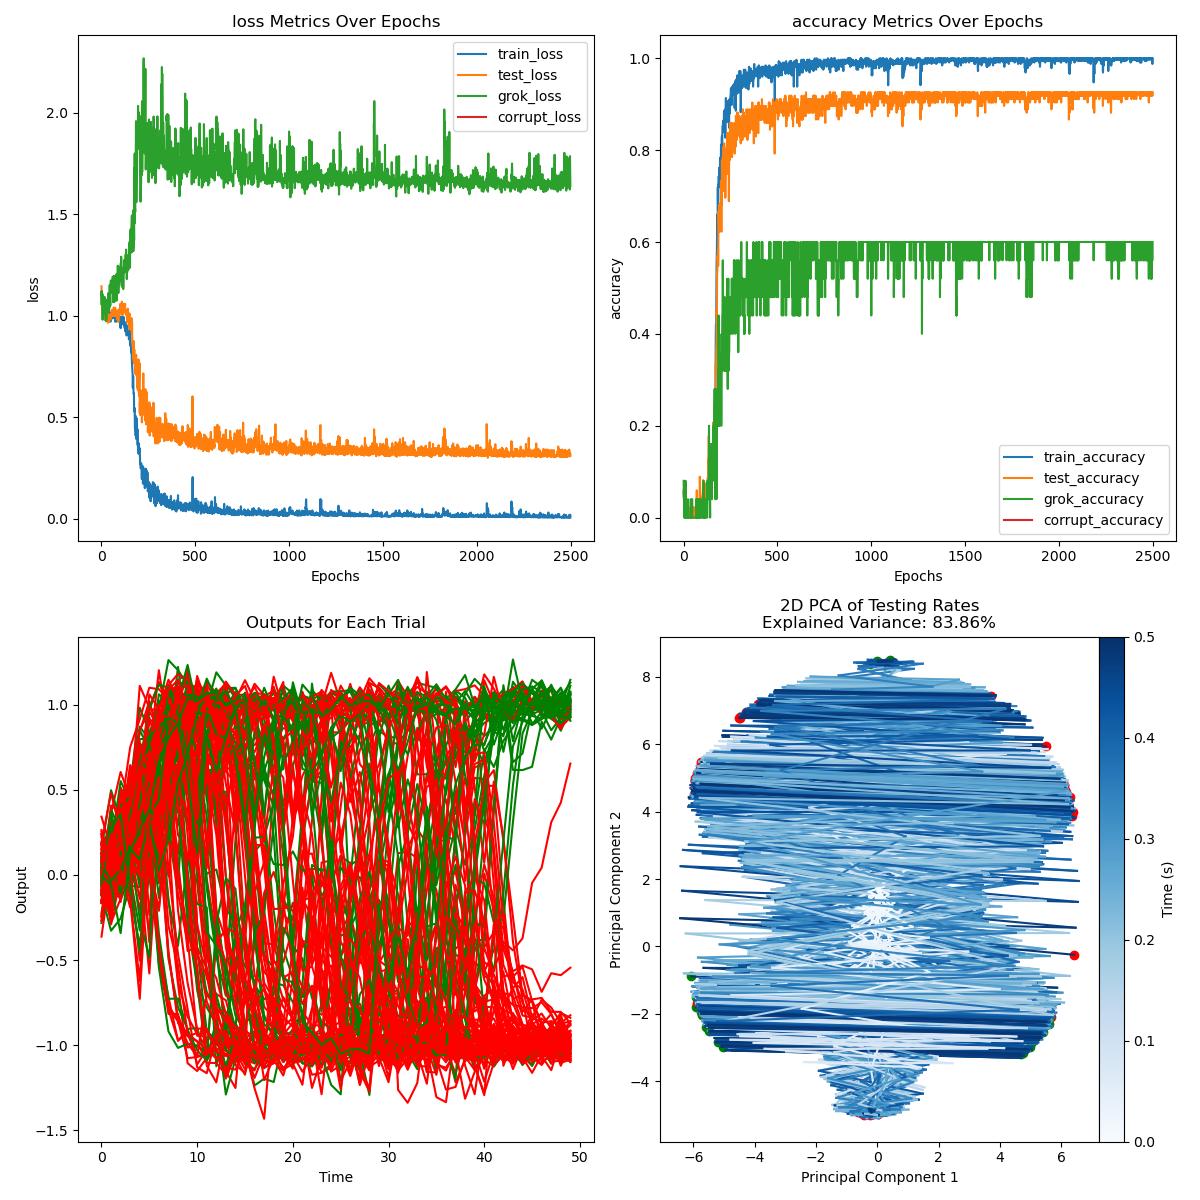 loss Metrics Over Epochs
train_loss
test_loss
grok_loss
corrupt_loss
2.0
1.5
1.0
0.5
0.0
loss
0
500
1000
1500
2000
2500
Epochs
accuracy Metrics Over Epochs
1.0
0.8
0.6
0.4
0.2
0.0
accuracy
train_accuracy
test_accuracy
grok_accuracy
corrupt_accuracy
0
500
1000
1500
2000
2500
Epochs
Outputs for Each Trial
1.0
0.5
0.0
−0.5
−1.0
−1.5
Output
0
10
20
30
40
50
Time
2D PCA of Testing Rates
Explained Variance: 83.86%
8
6
4
2
0
−2
−4
Principal Component 2
−6
−4
−2
0
2
4
6
Principal Component 1
0.5
0.4
0.3
0.2
0.1
0.0
Time (s)